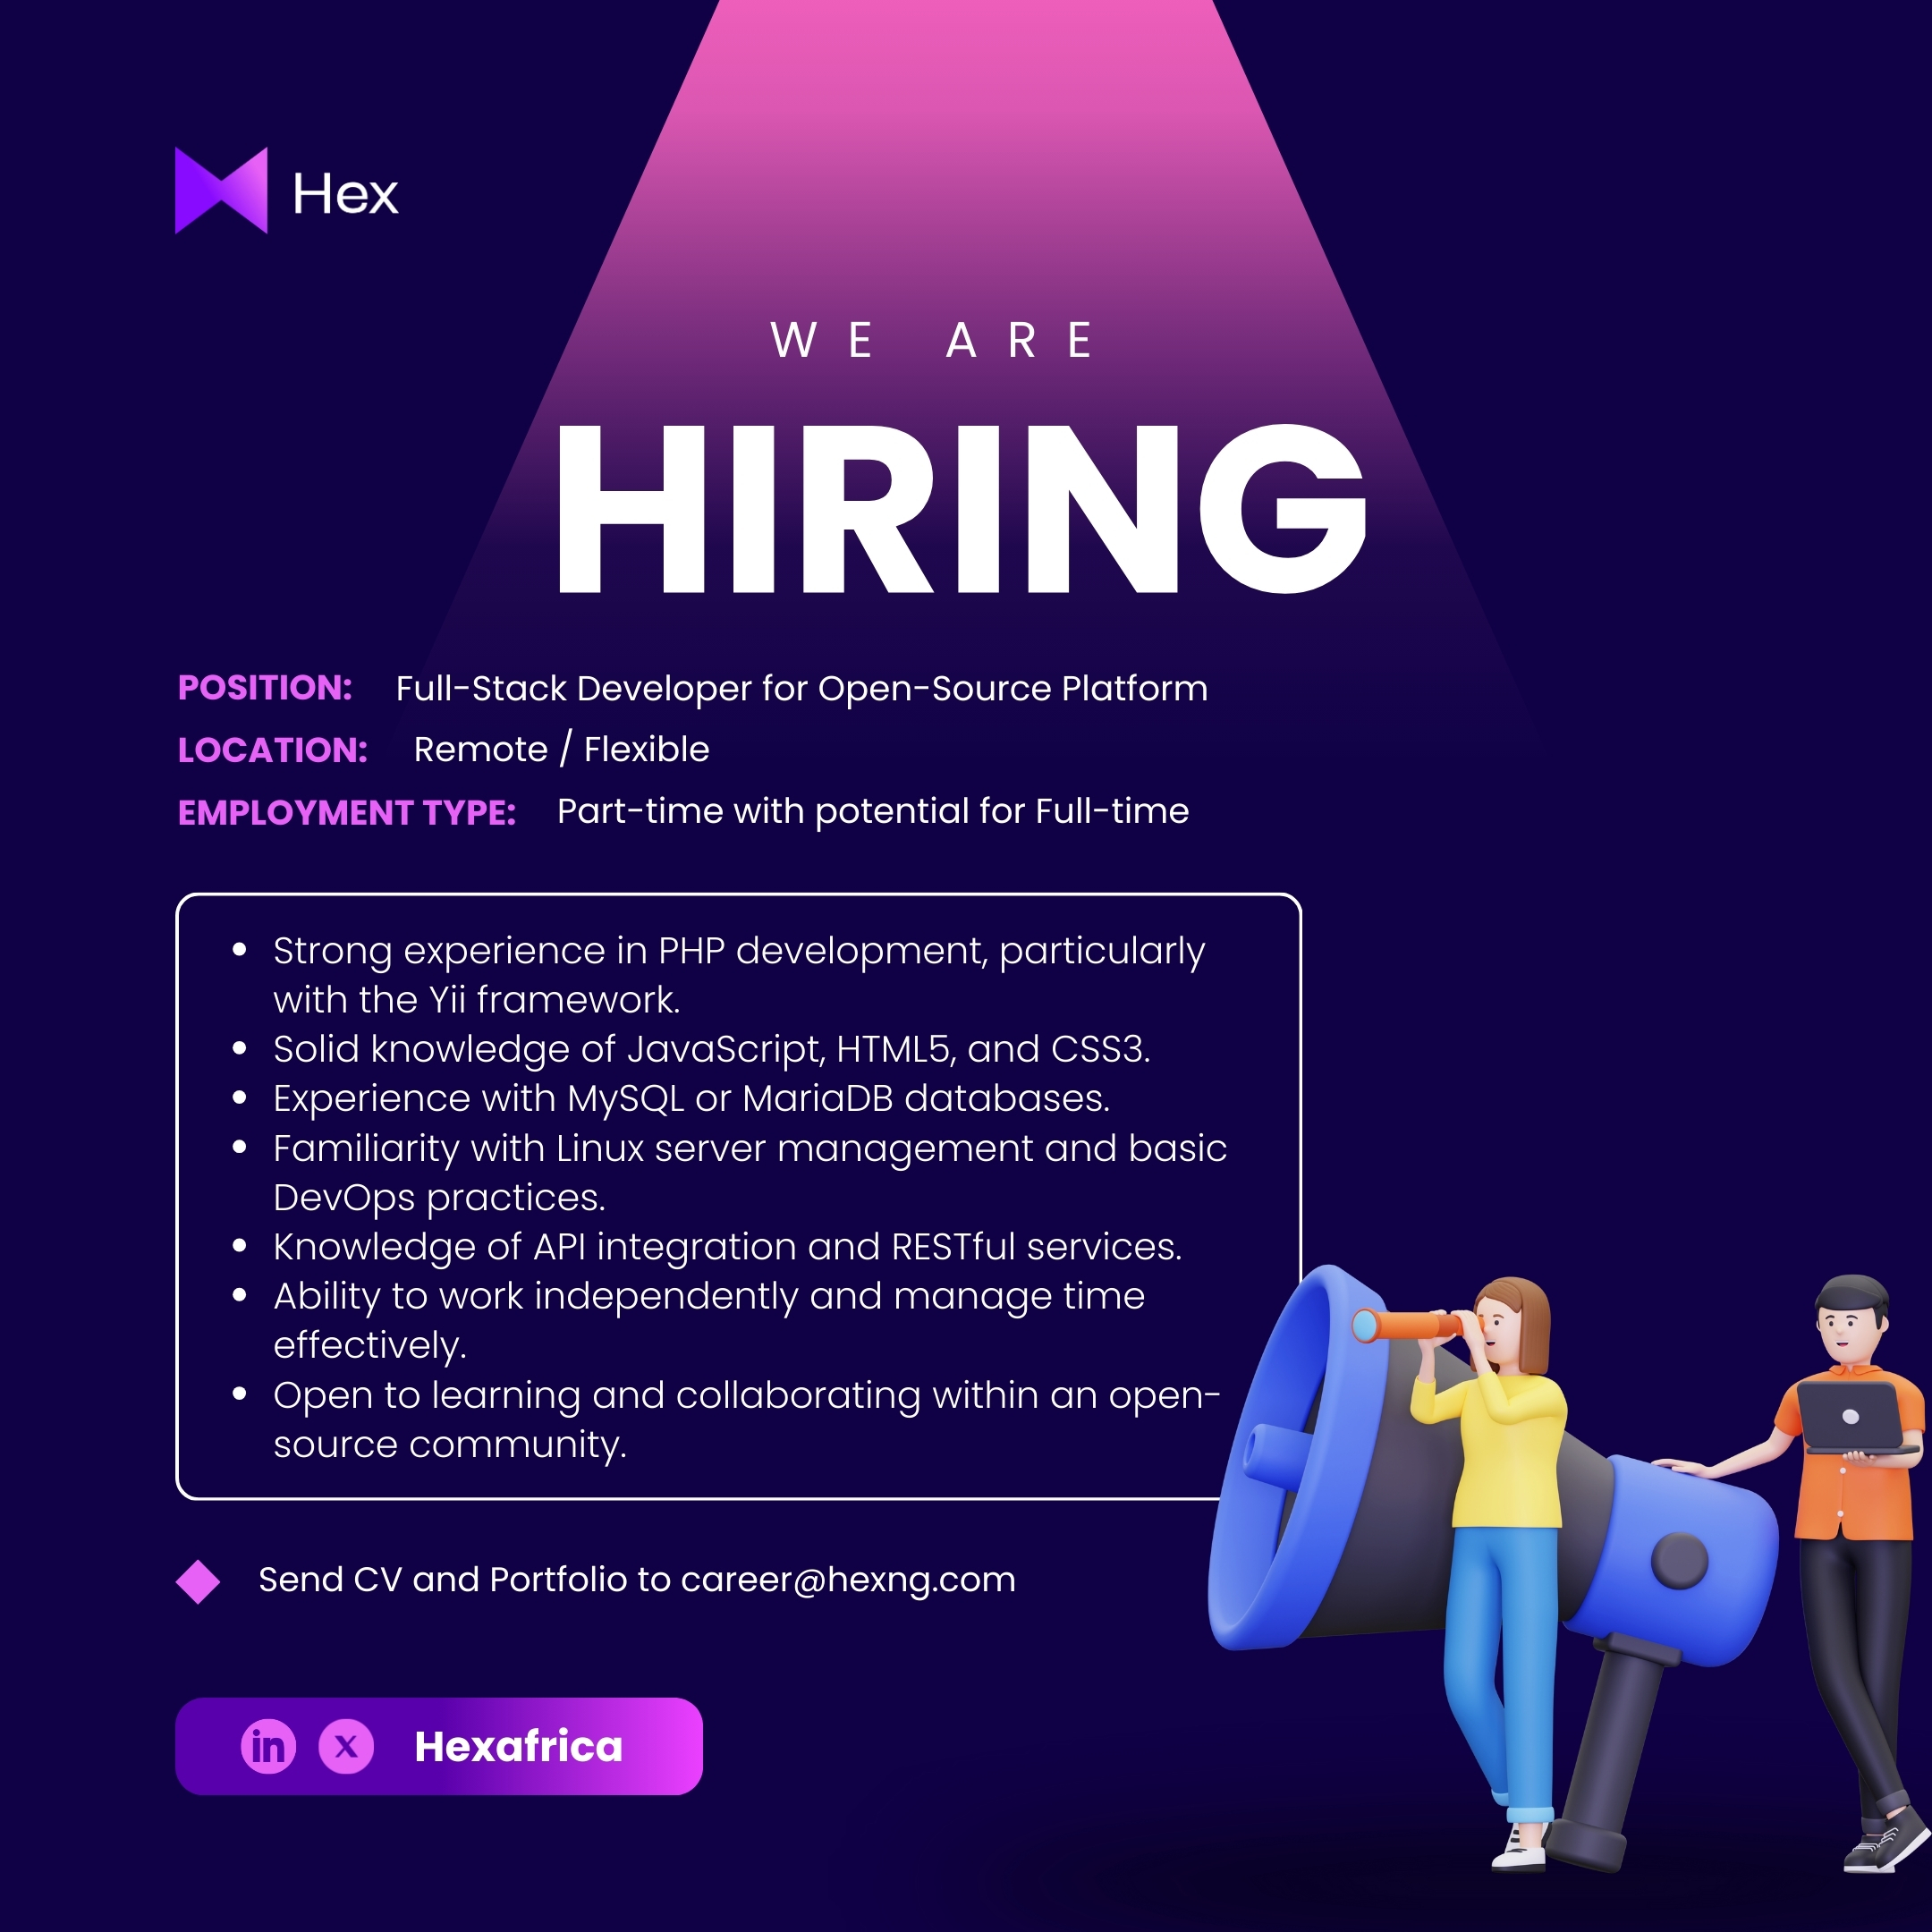 Hex
WE ARE
HIRING
POSITION: Full-Stack Developer for Open-Source Platform
LOCATION: Remote / Flexible
EMPLOYMENT TYPE: Part-time with potential for Full-time
• Strong experience in PHP development, particularly
with the Yii framework.
• Solid knowledge of JavaScript, HTML5, and CSS3.
• Experience with MySQL or MariaDB databases.
• Familiarity with Linux server management and basic
DevOps practices.
• Knowledge of API integration and RESTful services.
• Ability to work independently and manage time
effectively.
• Open to learning and collaborating within an open-
source community.
Send CV and Portfolio to career@hexng.com
in X Hexafrica